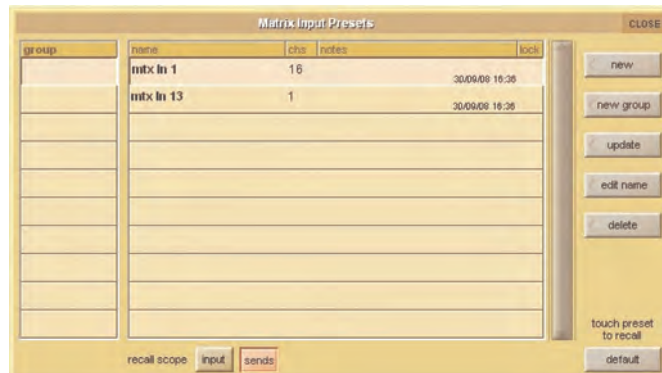 Matrix Input Presets
CLOSE
group
name chs notes lock
mtx In 1 16 30/09/08 16:36
mtx In 13 1 30/09/08 16:36
new
new group
update
edit name
delete
touch preset
to recall
default
recall scope input sends